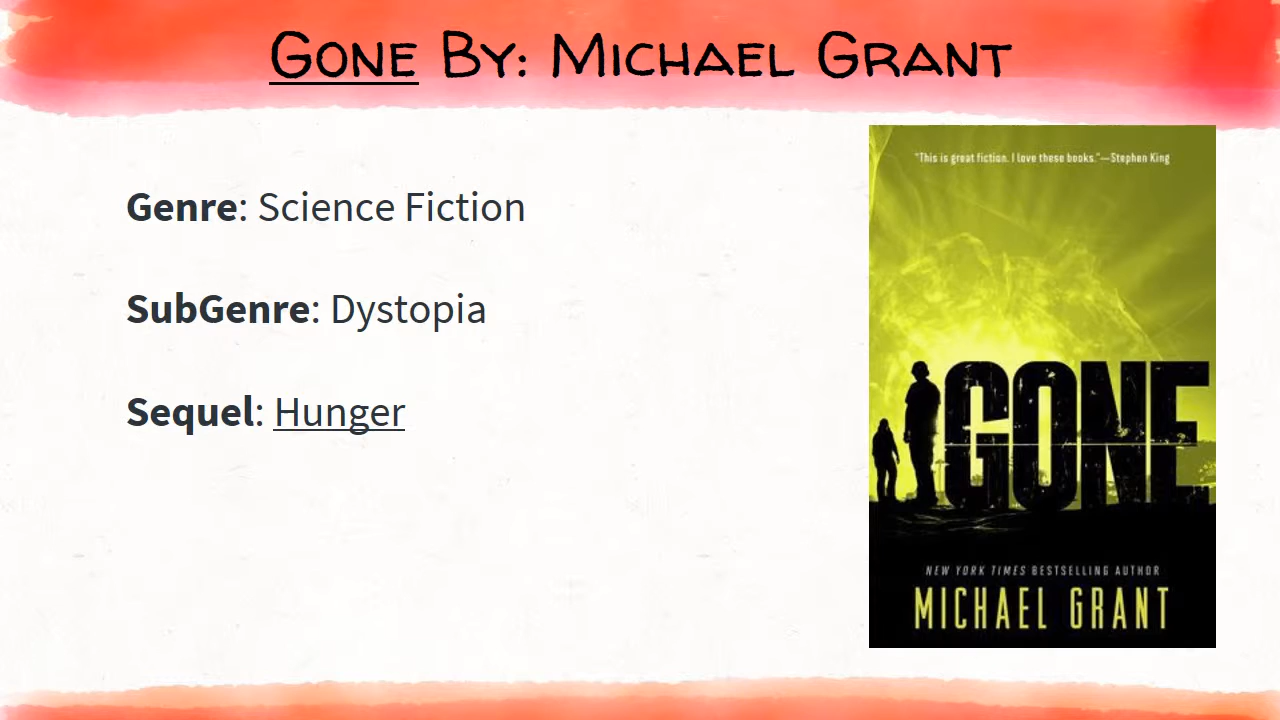 Gone By: Michael Grant
Genre: Science Fiction
SubGenre: Dystopia
Sequel: Hunger
"This is great fiction. I love these books."—Stephen King
GONE
NEW YORK TIMES BESTSELLING AUTHOR
MICHAEL GRANT